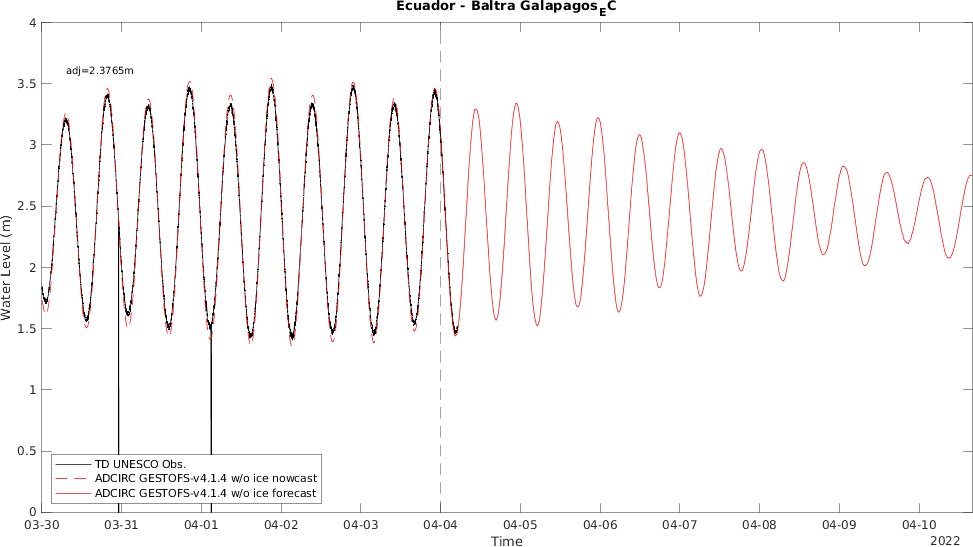 Ecuador - Baltra Galapagos_EC
adj=2.3765m
4
3.5
3
2.5
2
1.5
1
0.5
0
Water Level (m)
TD UNESCO Obs.
ADCIRC GESTOFS-v4.1.4 w/o ice nowcast
ADCIRC GESTOFS-v4.1.4 w/o ice forecast
03-30 03-31 04-01 04-02 04-03 04-04 04-05 04-06 04-07 04-08 04-09 04-10
Time
2022